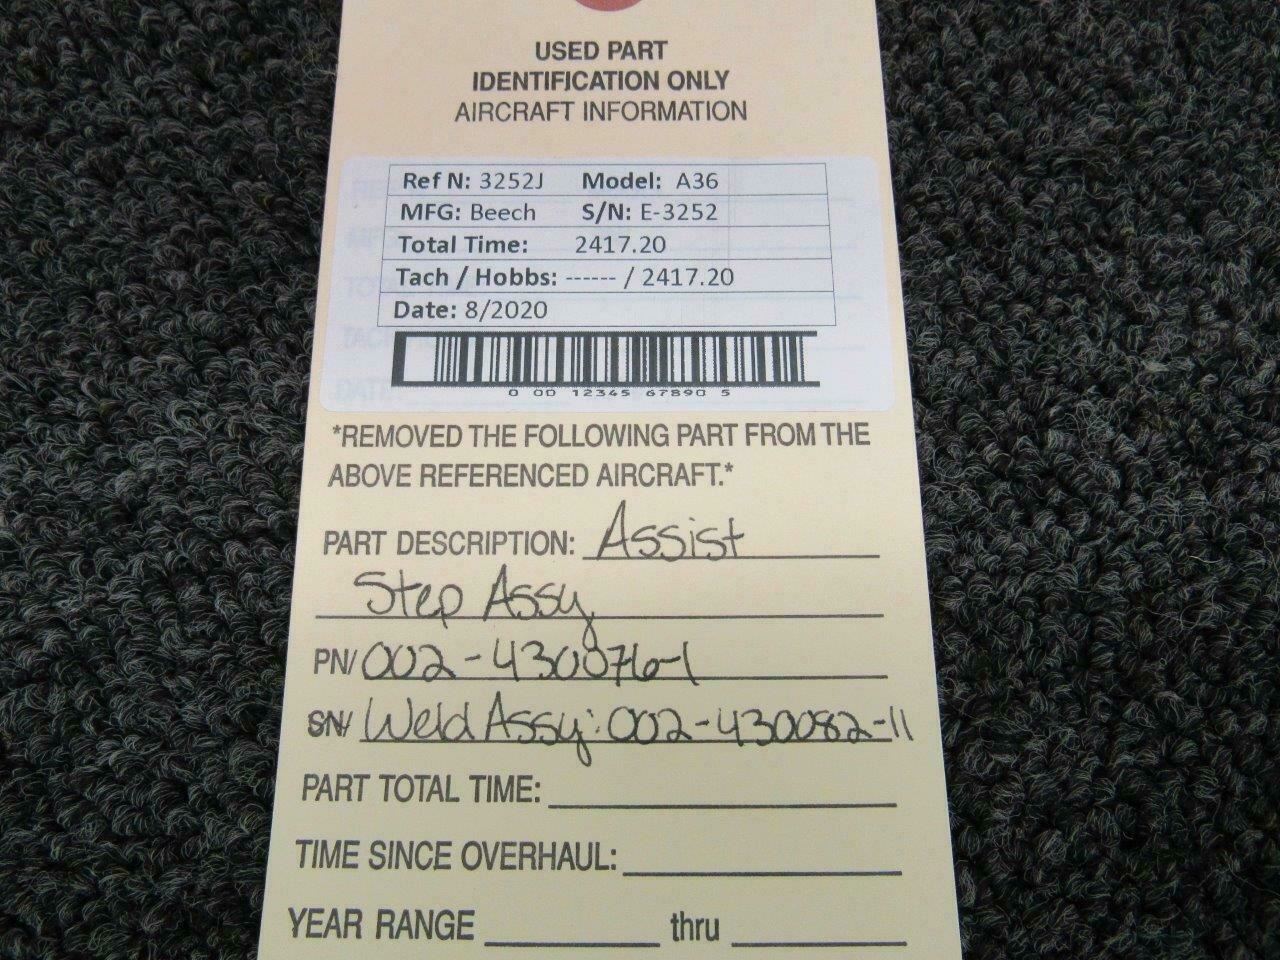 USED PART
IDENTIFICATION ONLY
AIRCRAFT INFORMATION
Ref N: 3252J Model: A36
MFG: Beech S/N: E-3252
Total Time: 2417.20
Tach / Hobbs: ------ / 2417.20
Date: 8/2020
0 0D 12345 67890 5
*REMOVED THE FOLLOWING PART FROM THE
ABOVE REFERENCED AIRCRAFT.*
PART DESCRIPTION: Assist
Step Assy
PN/ 002-430076-1
SN/ Weld Assy: 002-430082-11
PART TOTAL TIME:
TIME SINCE OVERHAUL:
YEAR RANGE thru